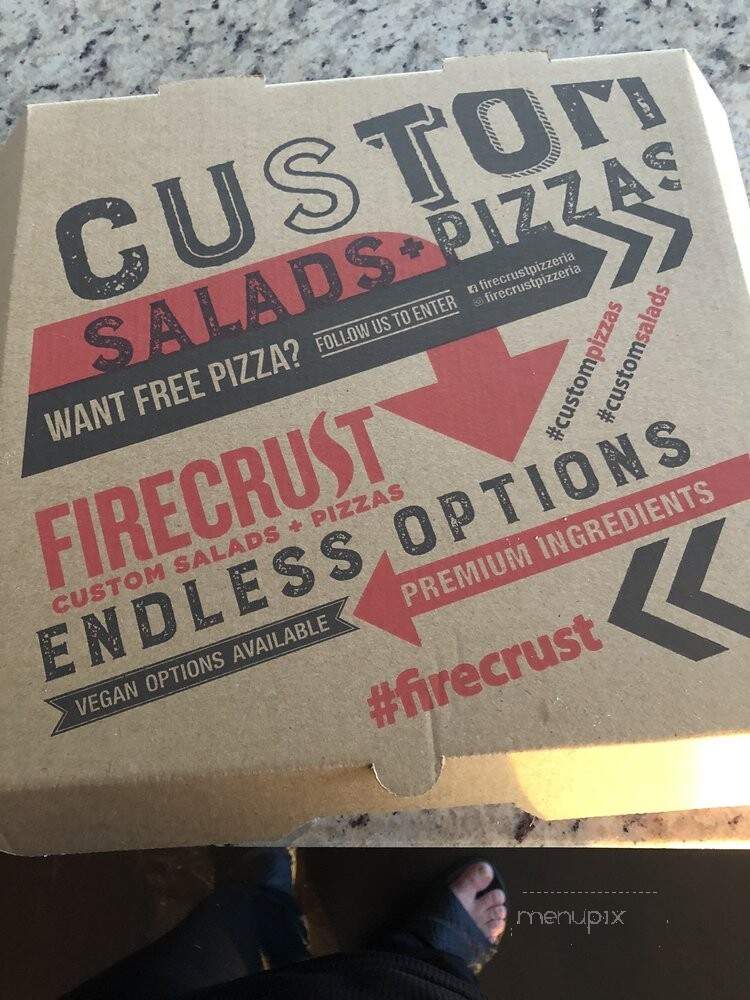 CUSTOM
SALADS + PIZZAS
WANT FREE PIZZA? FOLLOW US TO ENTER
firecrustpizzeria
firecrustpizzeria
#custompizzas
#customsalads
FIRECRUST
CUSTOM SALADS + PIZZAS
ENDLESS OPTIONS
PREMIUM INGREDIENTS
VEGAN OPTIONS AVAILABLE
#firecrust
menupix